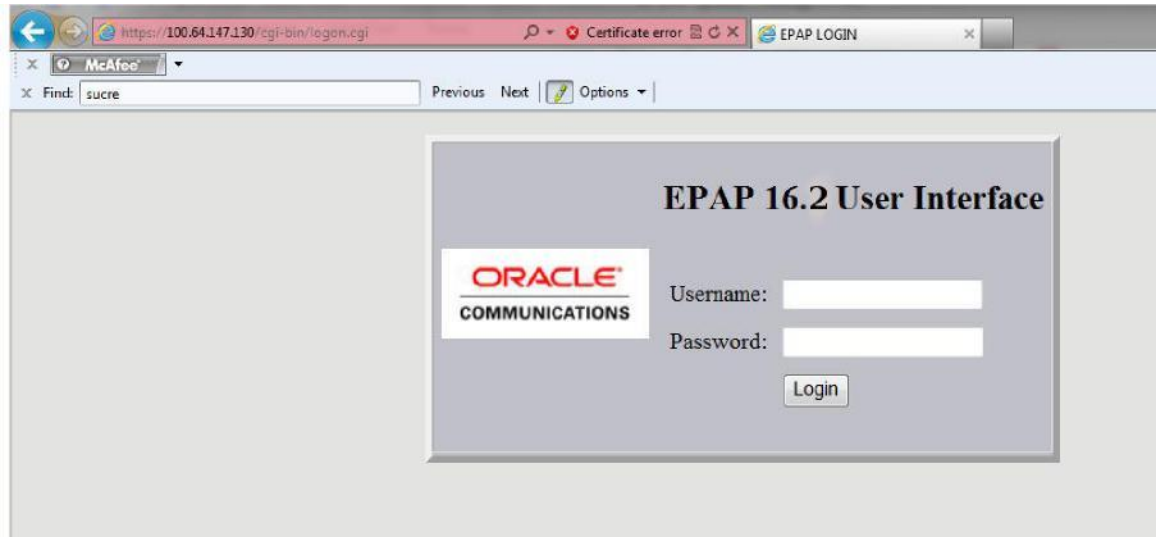 https://100.64.147.130/cgi-bin/logon.cgi Certificate error EPAP LOGIN
McAfee
Find: sucre Previous Next Options
EPAP 16.2 User Interface
ORACLE
COMMUNICATIONS
Username:
Password:
Login